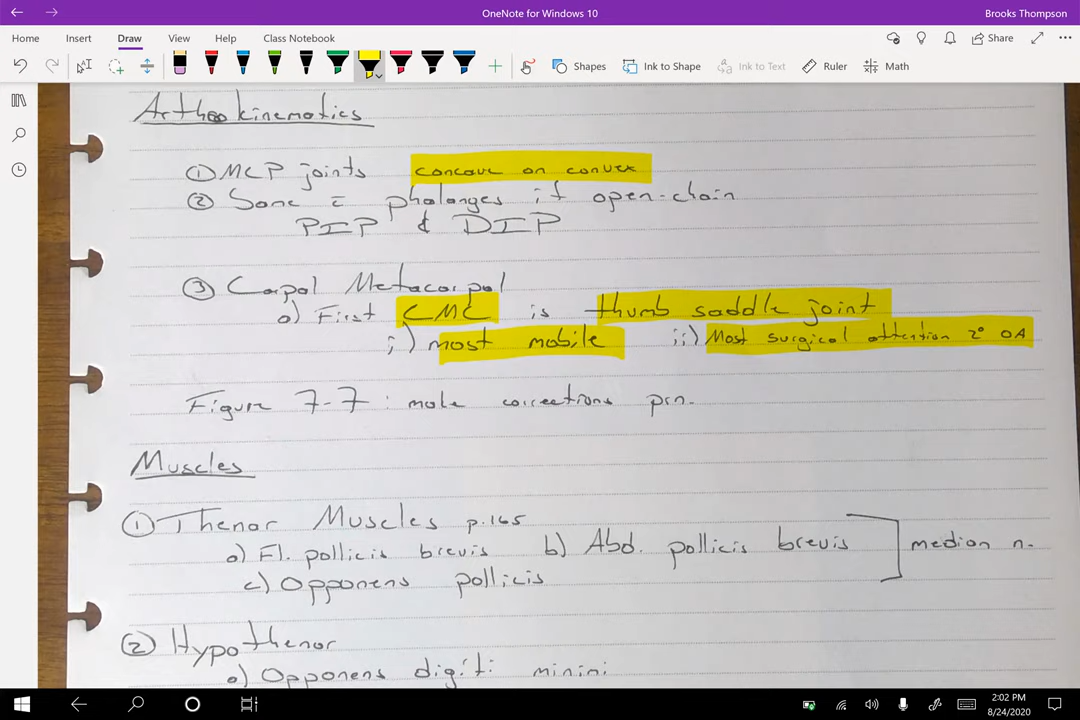 OneNote for Windows 10
Brooks Thompson
Home Insert Draw View Help Class Notebook Share
Shapes Ink to Shape Ink to Text Ruler Math
Arthrokinematics
① MCP joints concave on convex
② Same c̄ phalanges if open-chain
PIP & DIP
③ Carpal Metacarpal
a) First CMC is thumb saddle joint
i) most mobile ii) Most surgical attention 2° OA
Figure 7-7: make corrections prn.
Muscles
① Thenar Muscles p.165
a) Fl. pollicis brevis b) Abd. pollicis brevis
median n.
c) Opponens pollicis
② Hypothenar
a) Opponens digiti minini
2:02 PM
8/24/2020